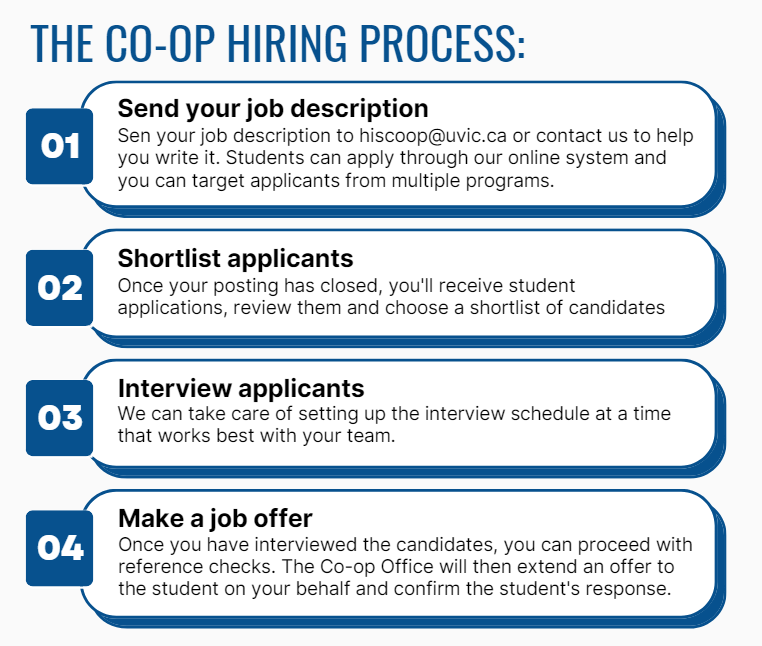 THE CO-OP HIRING PROCESS:
01
Send your job description
Sen your job description to hiscoop@uvic.ca or contact us to help
you write it. Students can apply through our online system and
you can target applicants from multiple programs.
02
Shortlist applicants
Once your posting has closed, you'll receive student
applications, review them and choose a shortlist of candidates
03
Interview applicants
We can take care of setting up the interview schedule at a time
that works best with your team.
04
Make a job offer
Once you have interviewed the candidates, you can proceed with
reference checks. The Co-op Office will then extend an offer to
the student on your behalf and confirm the student's response.